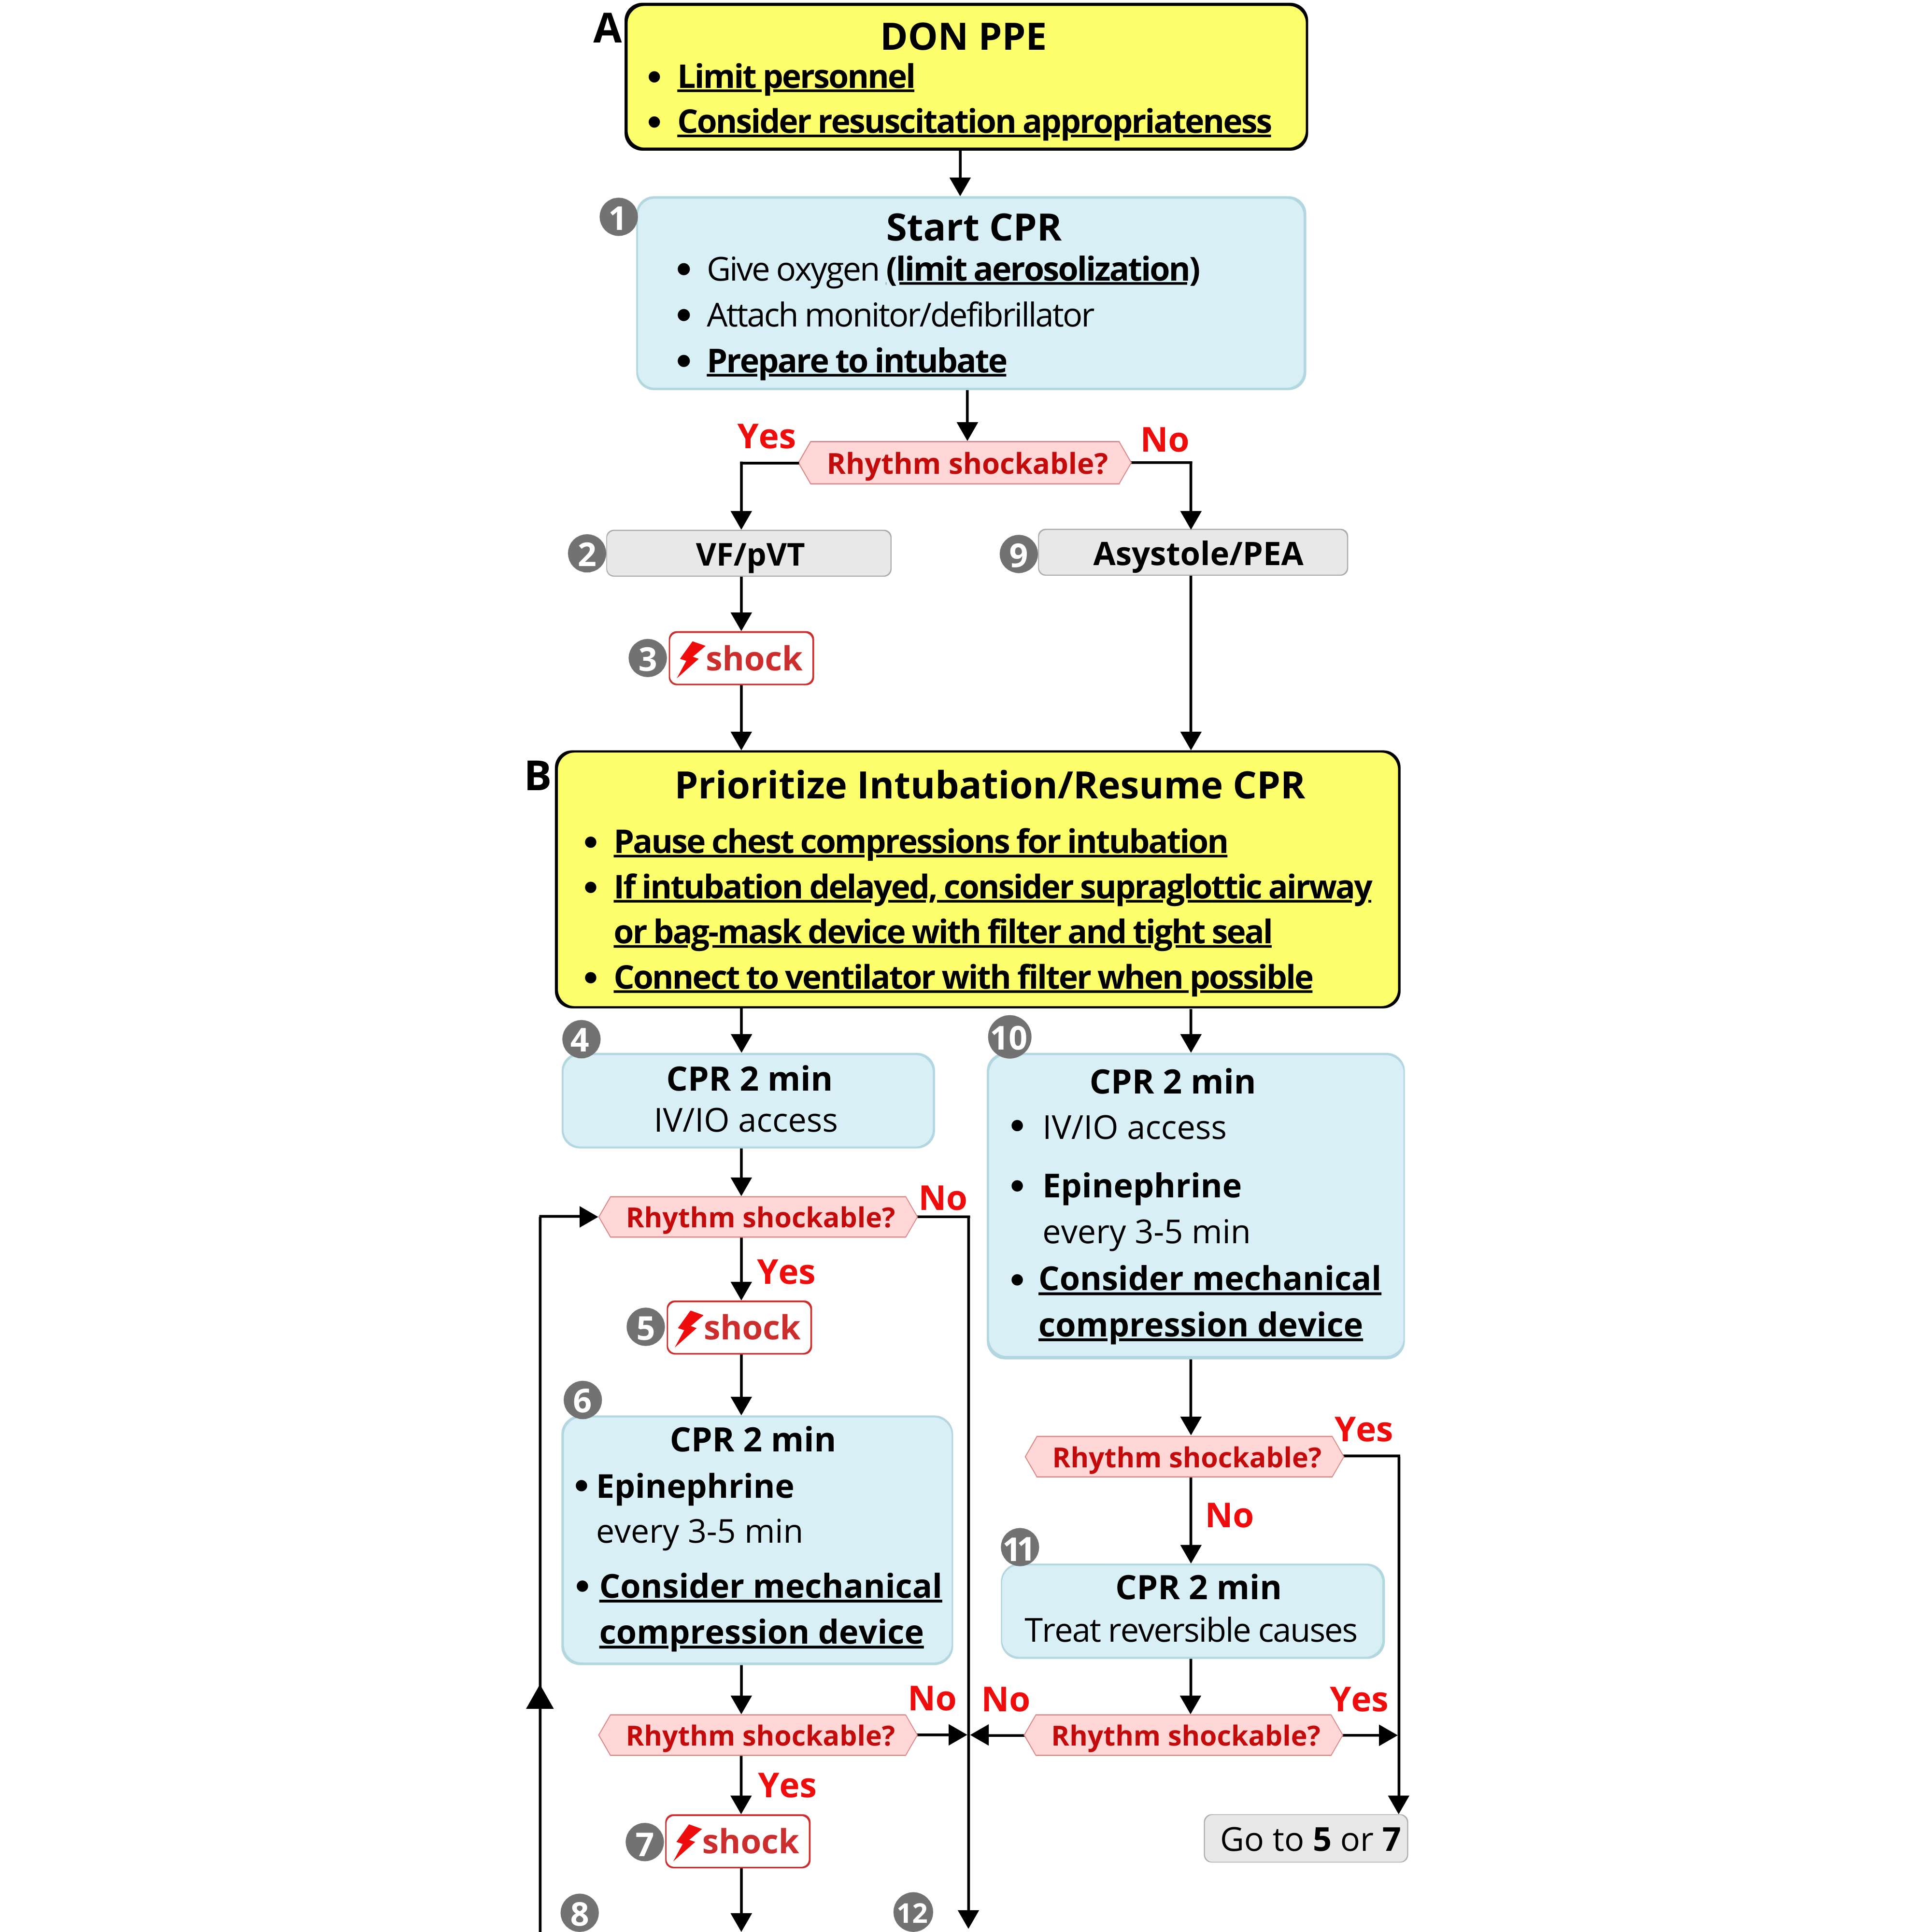 A
DON PPE
• Limit personnel
• Consider resuscitation appropriateness
1
Start CPR
• Give oxygen (limit aerosolization)
• Attach monitor/defibrillator
• Prepare to intubate
Yes
No
Rhythm shockable?
2
VF/pVT
9
Asystole/PEA
3
shock
B
Prioritize Intubation/Resume CPR
• Pause chest compressions for intubation
• If intubation delayed, consider supraglottic airway
or bag-mask device with filter and tight seal
• Connect to ventilator with filter when possible
4
CPR 2 min
IV/IO access
Rhythm shockable?
No
Yes
5
shock
6
CPR 2 min
• Epinephrine
every 3-5 min
• Consider mechanical
compression device
Rhythm shockable?
No
Yes
7
shock
8
10
CPR 2 min
• IV/IO access
• Epinephrine
every 3-5 min
• Consider mechanical
compression device
Rhythm shockable?
Yes
No
11
CPR 2 min
Treat reversible causes
No
Rhythm shockable?
Yes
Go to 5 or 7
12